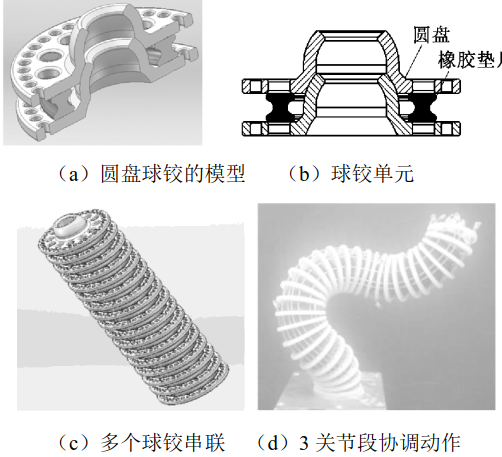 圆盘
橡胶垫片
(a) 圆盘球铰的模型 (b) 球铰单元
(c) 多个球铰串联 (d) 3 关节段协调动作